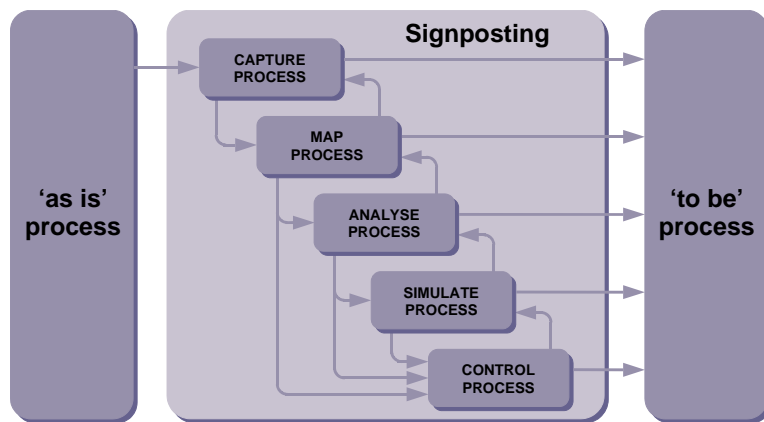 Signposting
CAPTURE
PROCESS
MAP
PROCESS
‘as is’
process
ANALYSE
PROCESS
‘to be’
process
SIMULATE
PROCESS
CONTROL
PROCESS